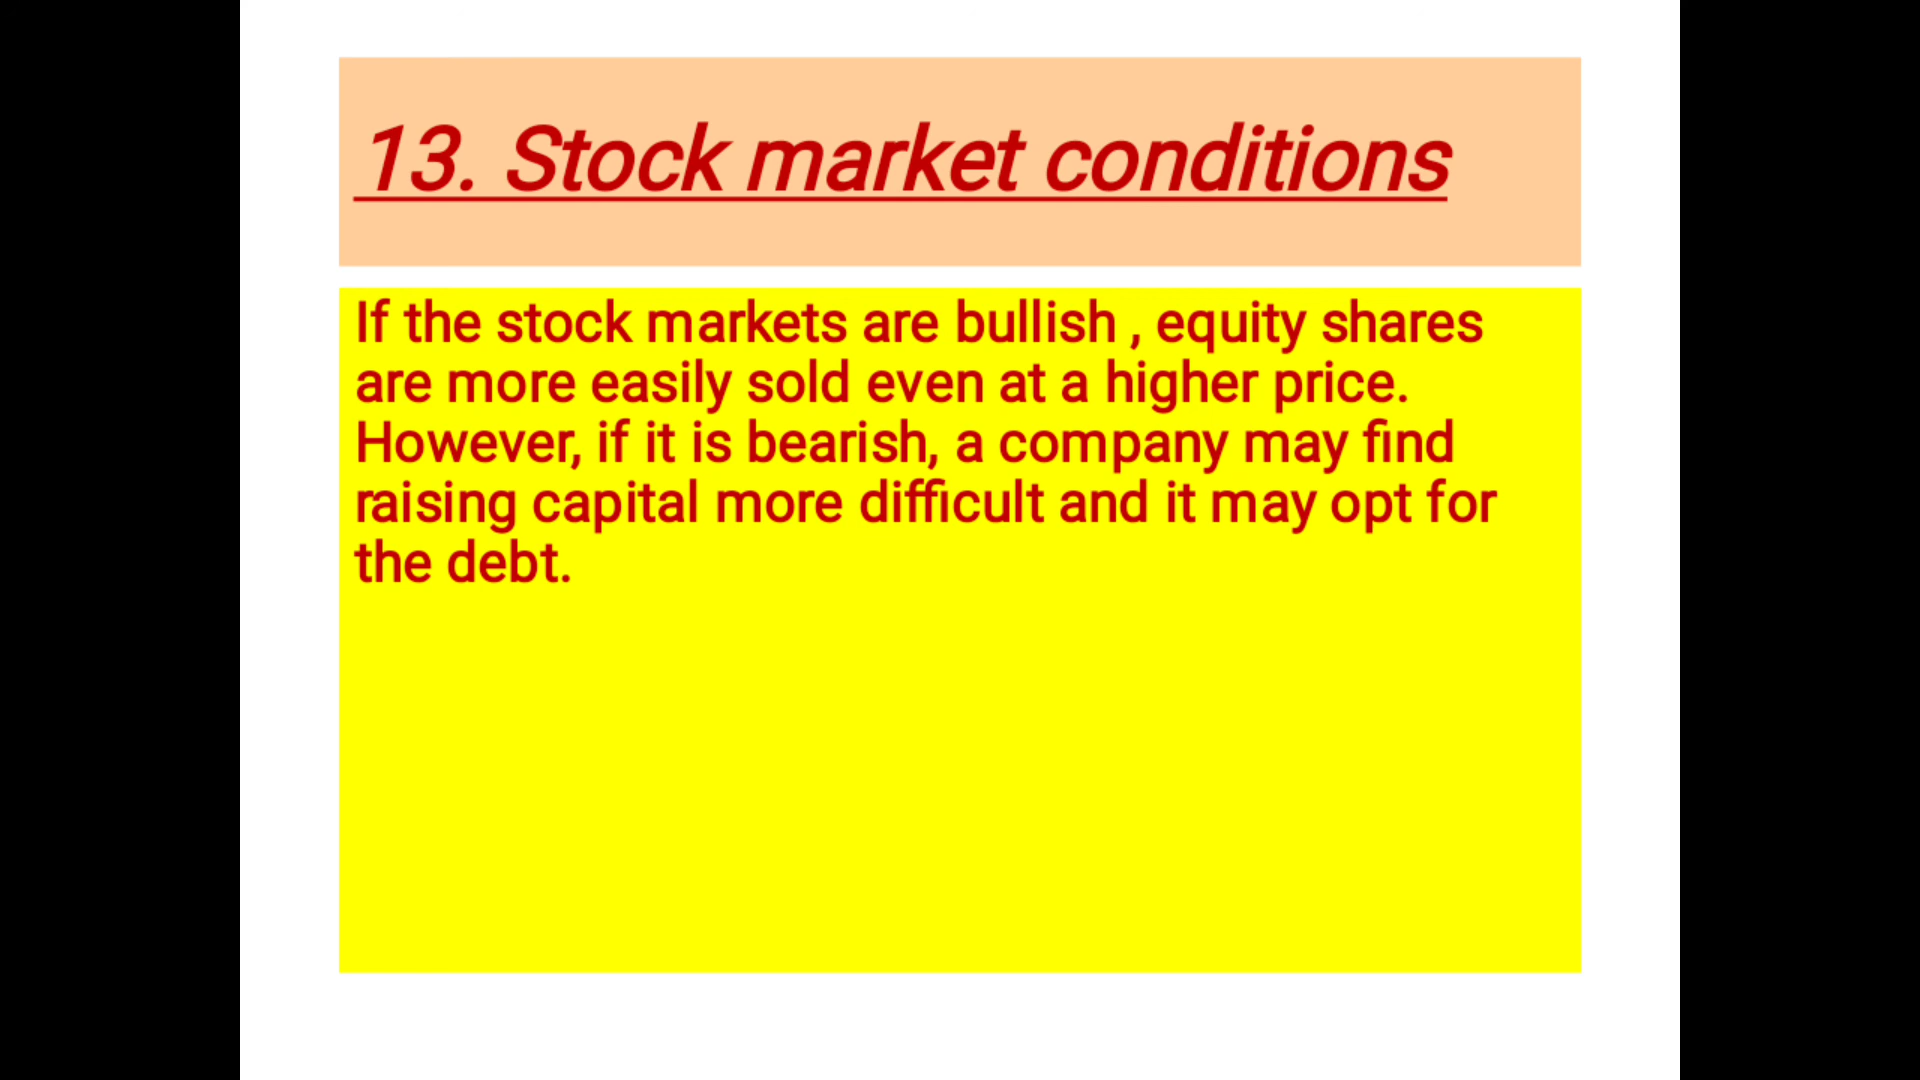 13. Stock market conditions
If the stock markets are bullish , equity shares
are more easily sold even at a higher price.
However, if it is bearish, a company may find
raising capital more difficult and it may opt for
the debt.